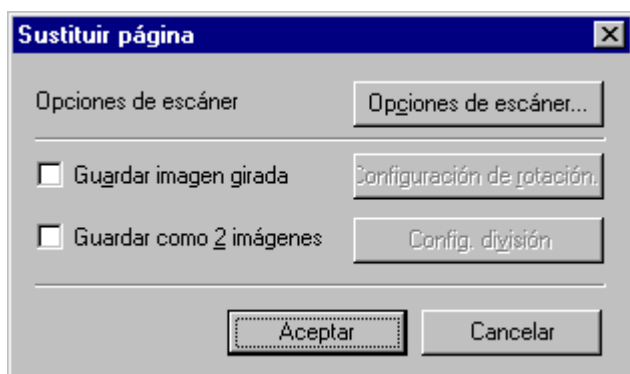 Sustituir página
Opciones de escáner
Opciones de escáner...
Guardar imagen girada
Configuración de rotación.
Guardar como 2 imágenes
Config. división
Aceptar
Cancelar